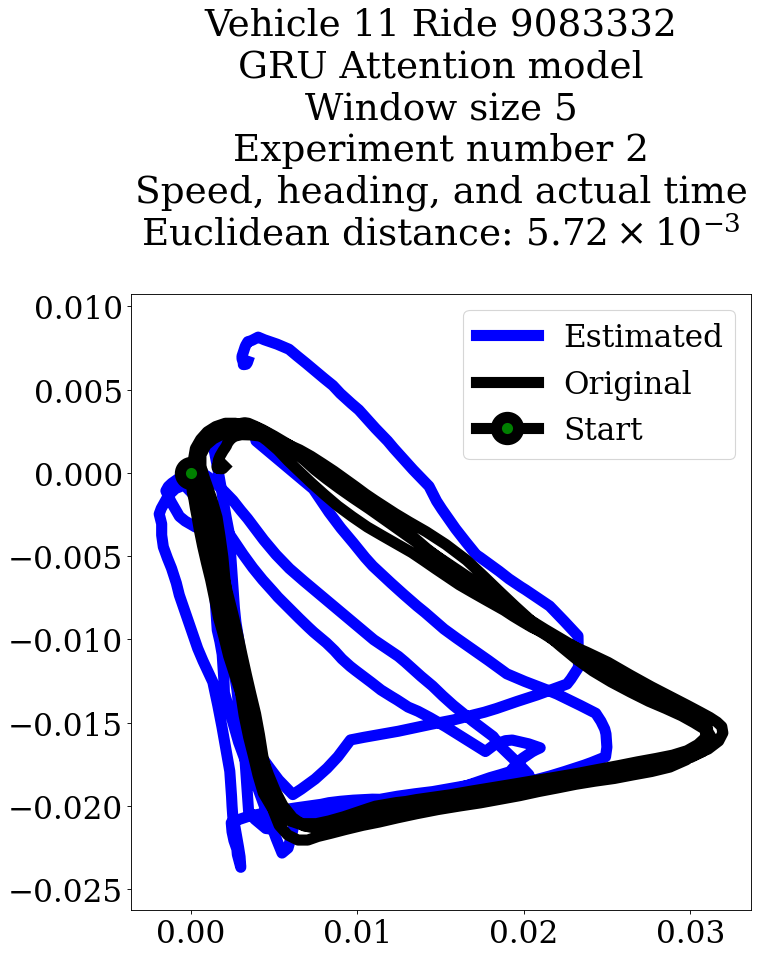 Vehicle 11 Ride 9083332
GRU Attention model
Window size 5
Experiment number 2
Speed, heading, and actual time
Euclidean distance: 5.72 × 10⁻³
0.010
0.005
0.000
−0.005
−0.010
−0.015
−0.020
−0.025
Estimated
Original
Start
0.00 0.01 0.02 0.03